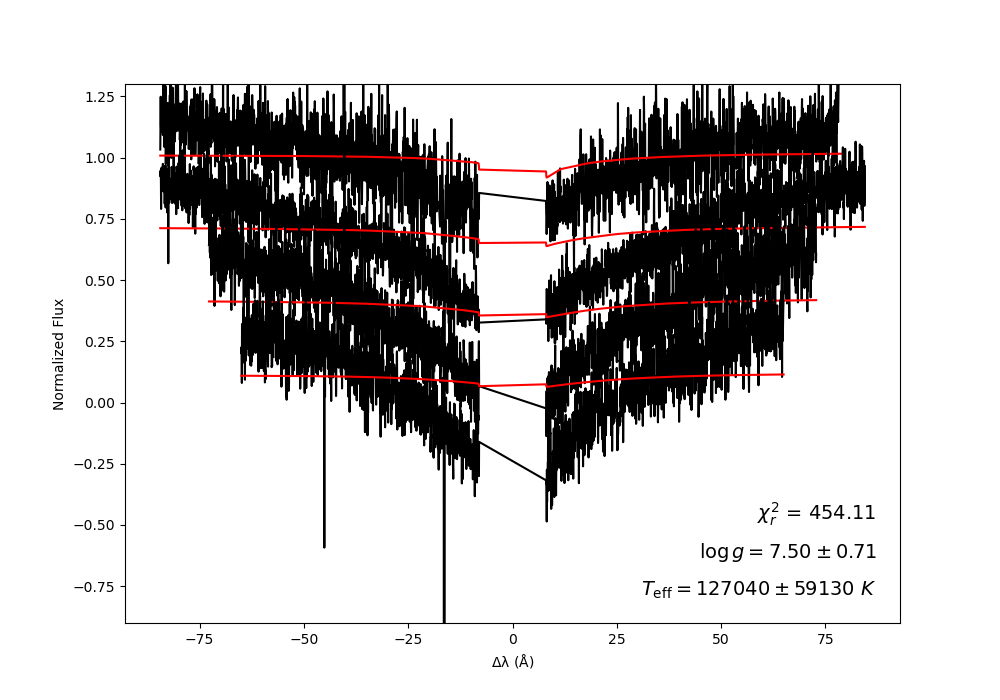 1.25
1.00
0.75
0.50
0.25
0.00
−0.25
−0.50
−0.75
Normalized Flux
χ²ᵣ = 454.11
log g = 7.50 ± 0.71
T_eff = 127040 ± 59130 K
−75 −50 −25 0 25 50 75
Δλ (Å)